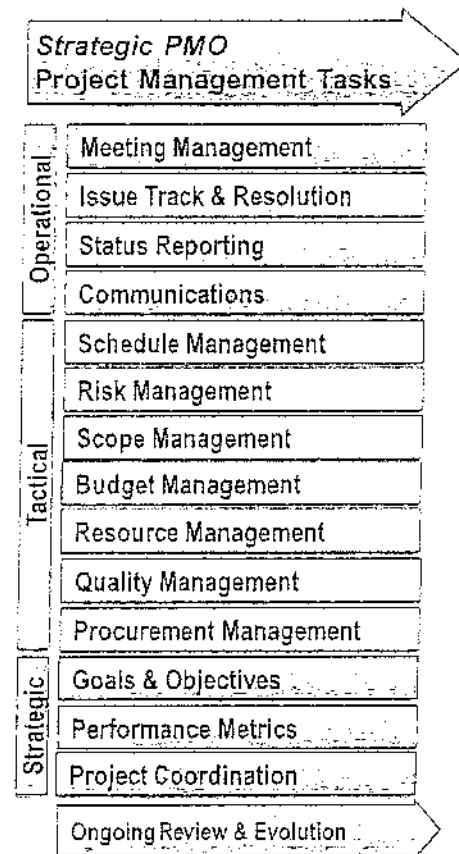 Strategic PMO
Project Management Tasks
Operational
Meeting Management
Issue Track & Resolution
Status Reporting
Communications
Tactical
Schedule Management
Risk Management
Scope Management
Budget Management
Resource Management
Quality Management
Procurement Management
Strategic
Goals & Objectives
Performance Metrics
Project Coordination
Ongoing Review & Evolution